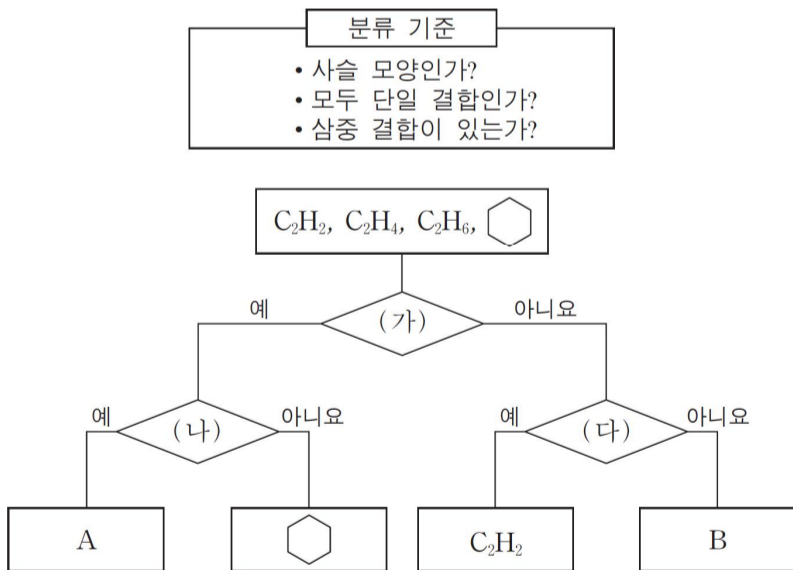 분류 기준
• 사슬 모양인가?
• 모두 단일 결합인가?
• 삼중 결합이 있는가?
C₂H₂, C₂H₄, C₂H₆,
예 (가) 아니요
예 (나) 아니요 예 (다) 아니요
A C₂H₂ B